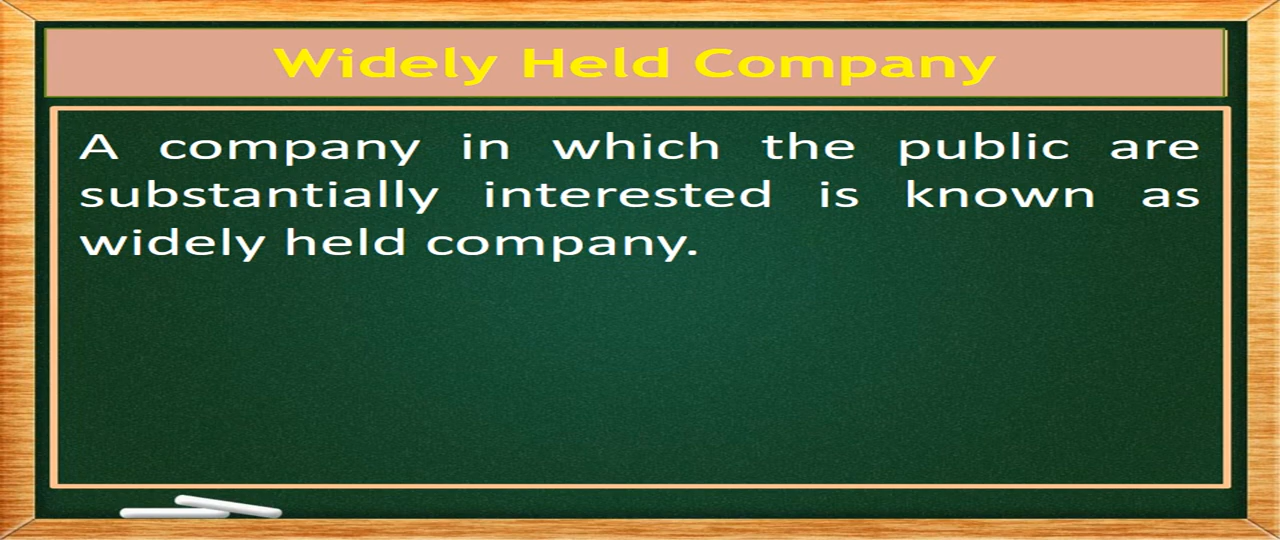 Widely Held Company
A company in which the public are
substantially interested is known as
widely held company.